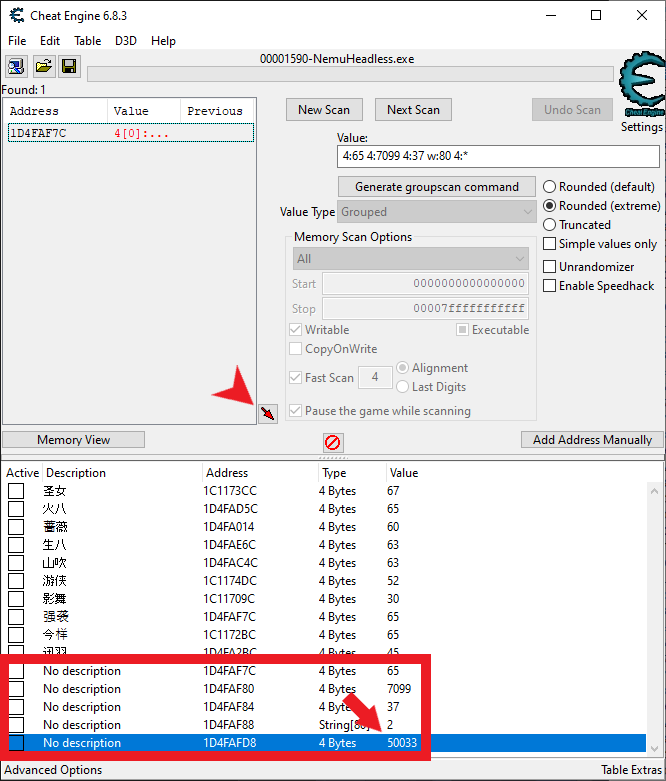 Cheat Engine 6.8.3
File Edit Table D3D Help
00001590-NemuHeadless.exe
Found: 1
Address Value Previous
1D4FAF7C 4[0]:...
New Scan Next Scan Undo Scan
Cheat Engine
Settings
Value:
4:65 4:7099 4:37 w:80 4:*
Generate groupscan command
Value Type Grouped
Rounded (default)
Rounded (extreme)
Truncated
Simple values only
Unrandomizer
Enable Speedhack
Memory Scan Options
All
Start 0000000000000000
Stop 00007fffffffffff
Writable Executable
CopyOnWrite
Fast Scan 4 Alignment
Last Digits
Pause the game while scanning
Memory View Add Address Manually
Active Description Address Type Value
圣女 1C1173CC 4 Bytes 67
火八 1D4FAD5C 4 Bytes 65
蔷薇 1D4FA014 4 Bytes 60
生八 1D4FAE6C 4 Bytes 63
山吹 1D4FAC4C 4 Bytes 63
游侠 1C1174DC 4 Bytes 52
影舞 1C11709C 4 Bytes 30
强袭 1D4FAF7C 4 Bytes 65
今样 1C1172BC 4 Bytes 65
迅羽 1D4FA2BC 4 Bytes 45
No description 1D4FAF7C 4 Bytes 65
No description 1D4FAF80 4 Bytes 7099
No description 1D4FAF84 4 Bytes 37
No description 1D4FAF88 String[80] 2
No description 1D4FAFD8 4 Bytes 50033
Advanced Options Table Extras